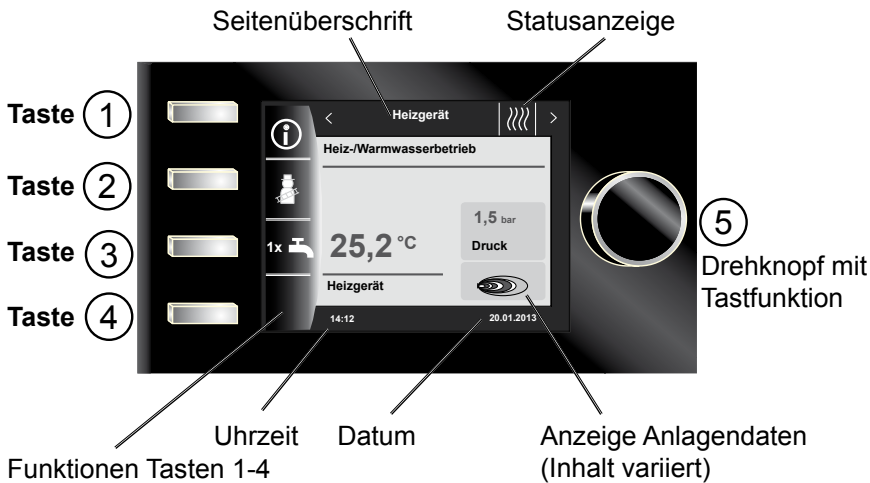 Seitenüberschrift
Statusanzeige
Taste 1
Taste 2
Taste 3
Taste 4
Heizgerät
Heiz-/Warmwasserbetrieb
1x
25,2 °C
1,5 bar
Druck
Heizgerät
14:12
20.01.2013
5
Drehknopf mit
Tastfunktion
Uhrzeit
Datum
Anzeige Anlagendaten
(Inhalt variiert)
Funktionen Tasten 1-4